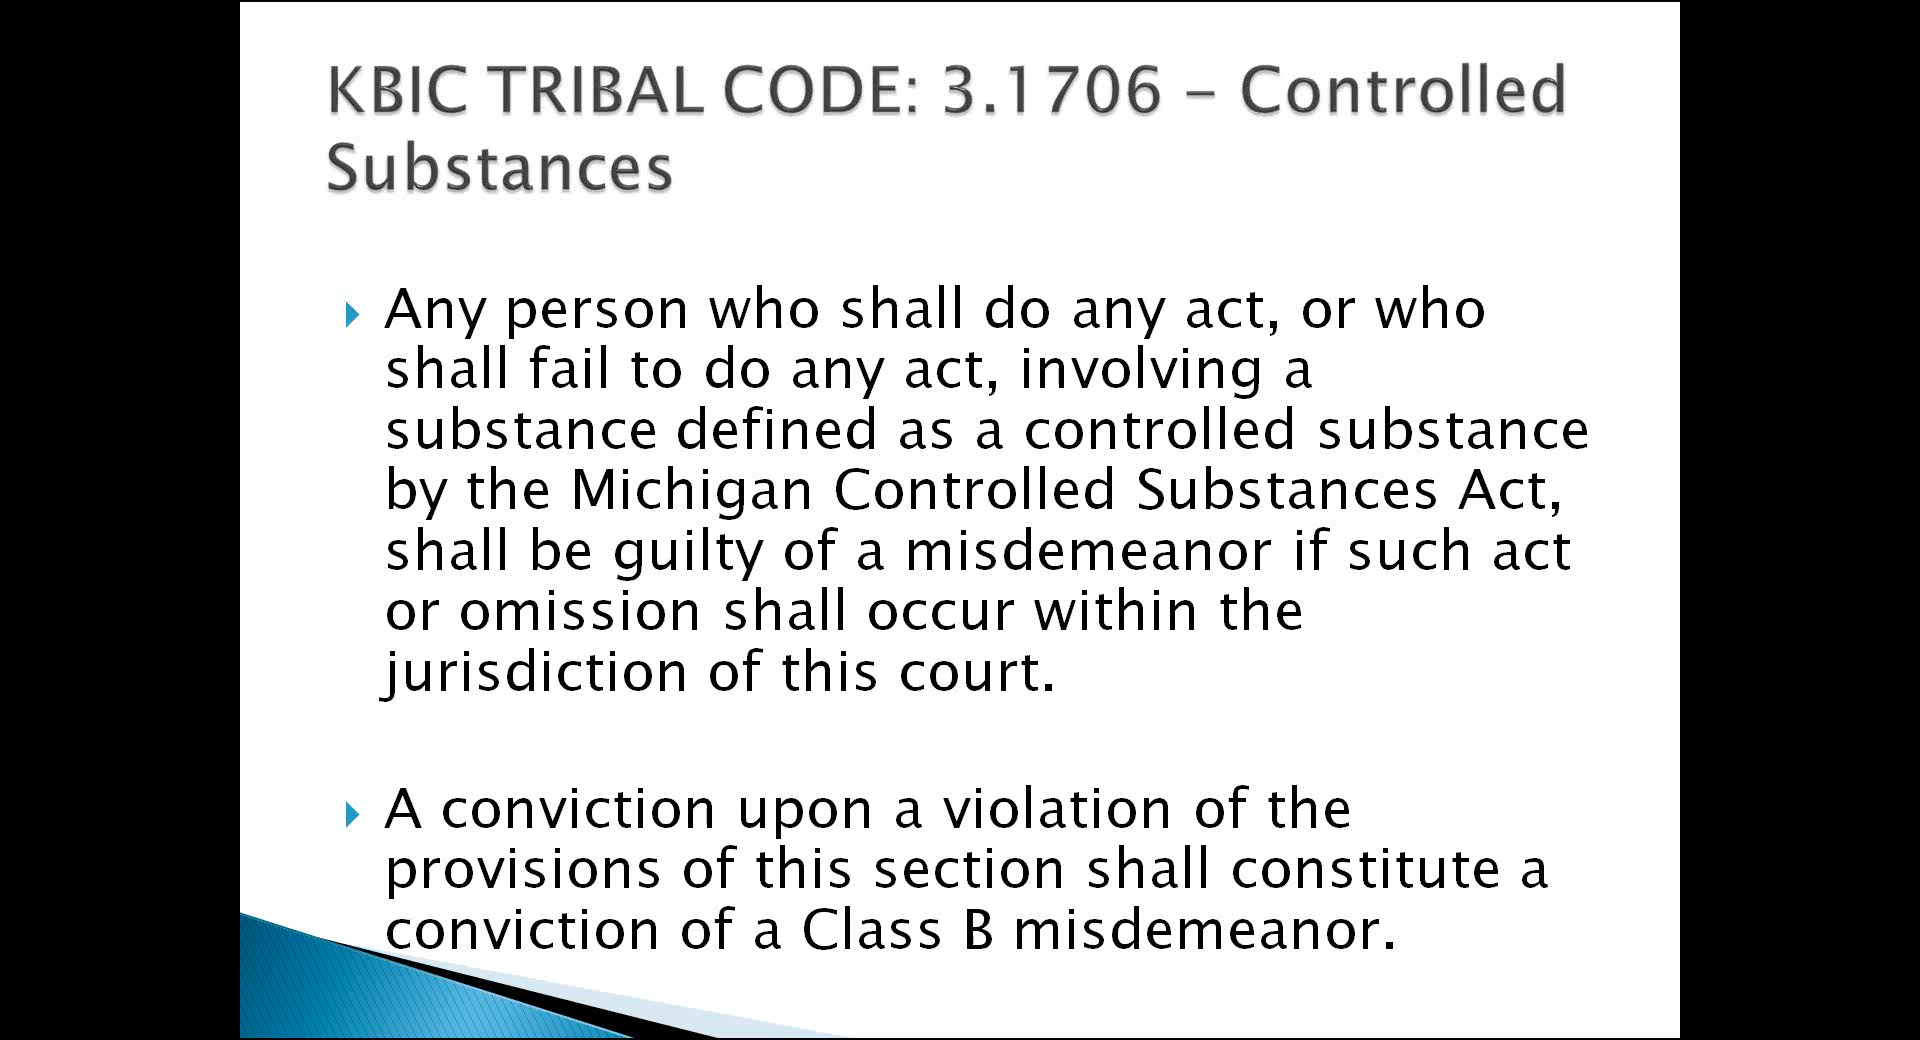 KBIC TRIBAL CODE: 3.1706 – Controlled
Substances
Any person who shall do any act, or who
shall fail to do any act, involving a
substance defined as a controlled substance
by the Michigan Controlled Substances Act,
shall be guilty of a misdemeanor if such act
or omission shall occur within the
jurisdiction of this court.
A conviction upon a violation of the
provisions of this section shall constitute a
conviction of a Class B misdemeanor.